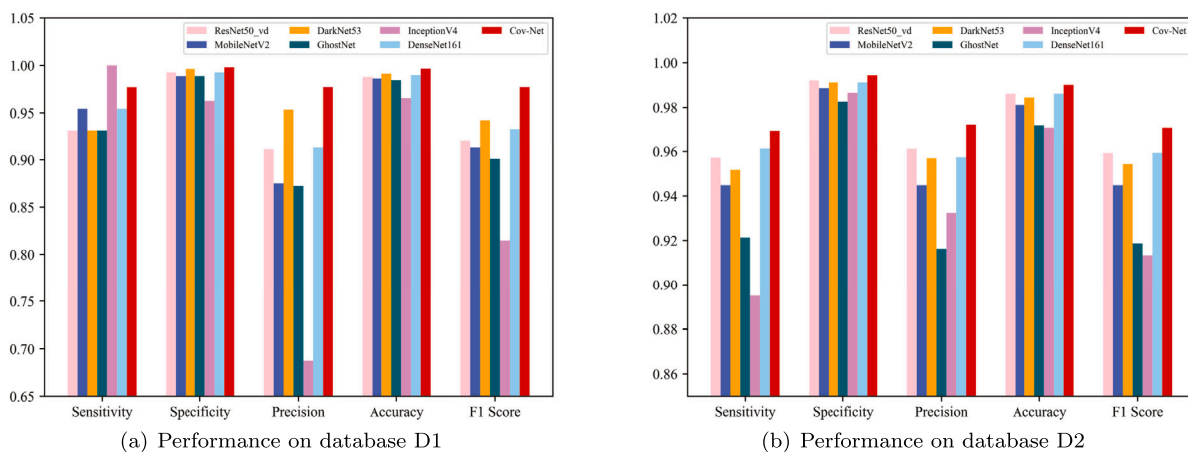 1.05
1.00
0.95
0.90
0.85
0.80
0.75
0.70
0.65
ResNet50_vd
MobileNetV2
DarkNet53
GhostNet
InceptionV4
DenseNet161
Cov-Net
Sensitivity Specificity Precision Accuracy F1 Score
(a) Performance on database D1
1.02
1.00
0.98
0.96
0.94
0.92
0.90
0.88
0.86
ResNet50_vd
MobileNetV2
DarkNet53
GhostNet
InceptionV4
DenseNet161
Cov-Net
Sensitivity Specificity Precision Accuracy F1 Score
(b) Performance on database D2